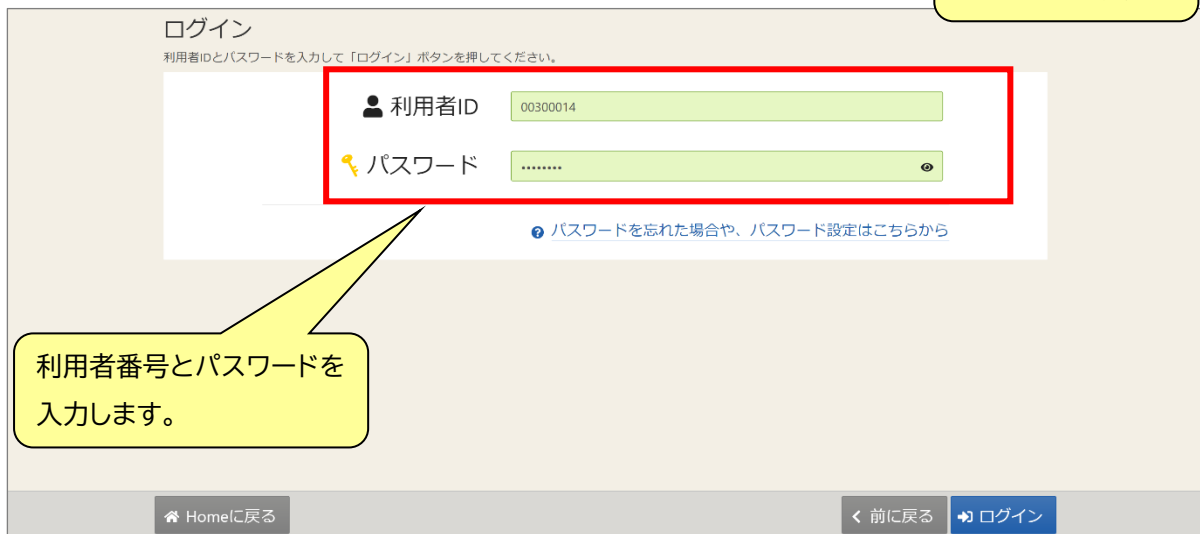 ログイン
利用者IDとパスワードを入力して「ログイン」ボタンを押してください。
利用者ID
00300014
パスワード
••••••••
パスワードを忘れた場合や、パスワード設定はこちらから
利用者番号とパスワードを
入力します。
Homeに戻る
前に戻る
ログイン